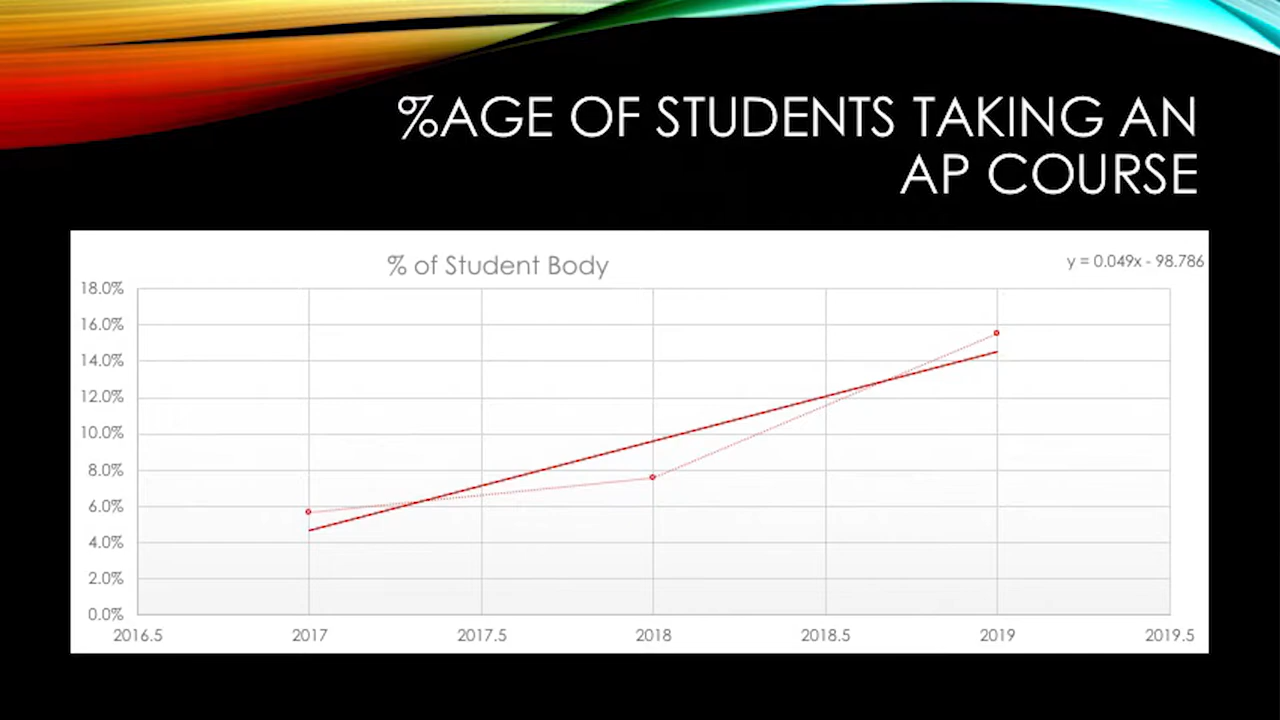 %AGE OF STUDENTS TAKING AN
AP COURSE
% of Student Body
y = 0.049x - 98.786
18.0%
16.0%
14.0%
12.0%
10.0%
8.0%
6.0%
4.0%
2.0%
0.0%
2016.5 2017 2017.5 2018 2018.5 2019 2019.5